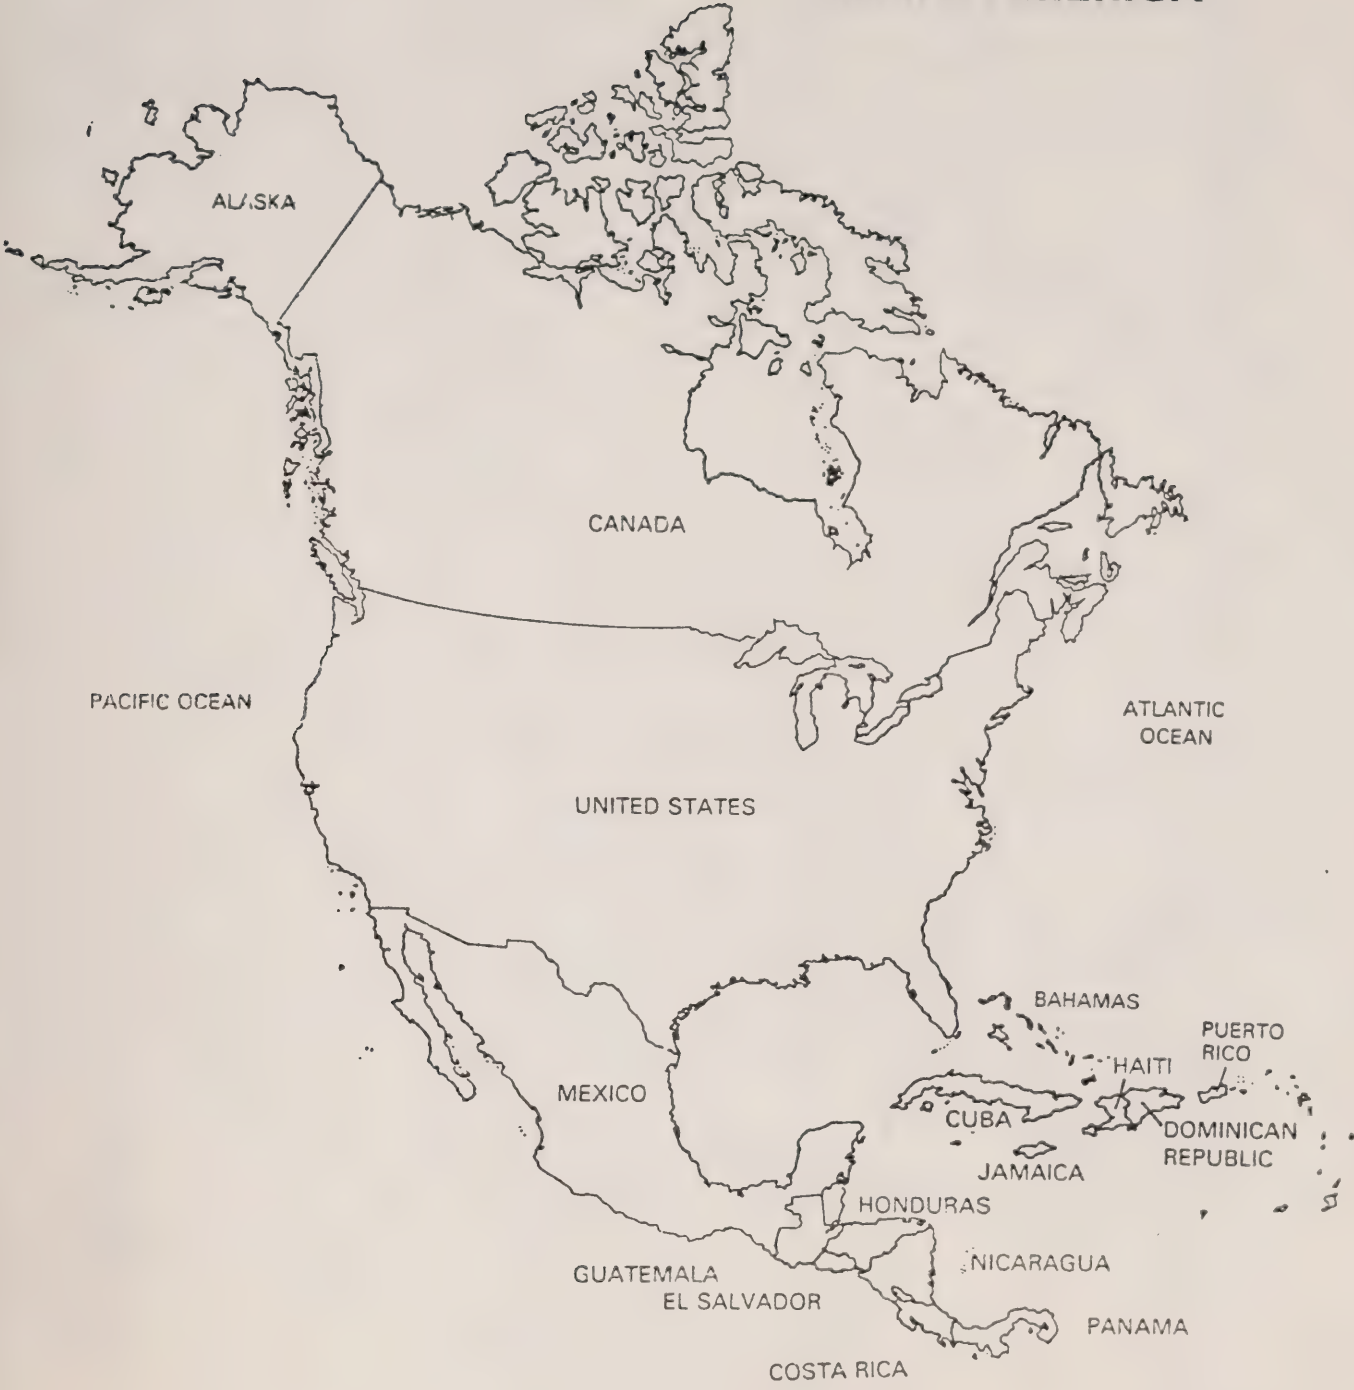 ALASKA
CANADA
PACIFIC OCEAN
ATLANTIC
OCEAN
UNITED STATES
BAHAMAS
PUERTO
RICO
HAITI
MEXICO
CUBA
DOMINICAN
REPUBLIC
JAMAICA
HONDURAS
NICARAGUA
GUATEMALA
EL SALVADOR
PANAMA
COSTA RICA